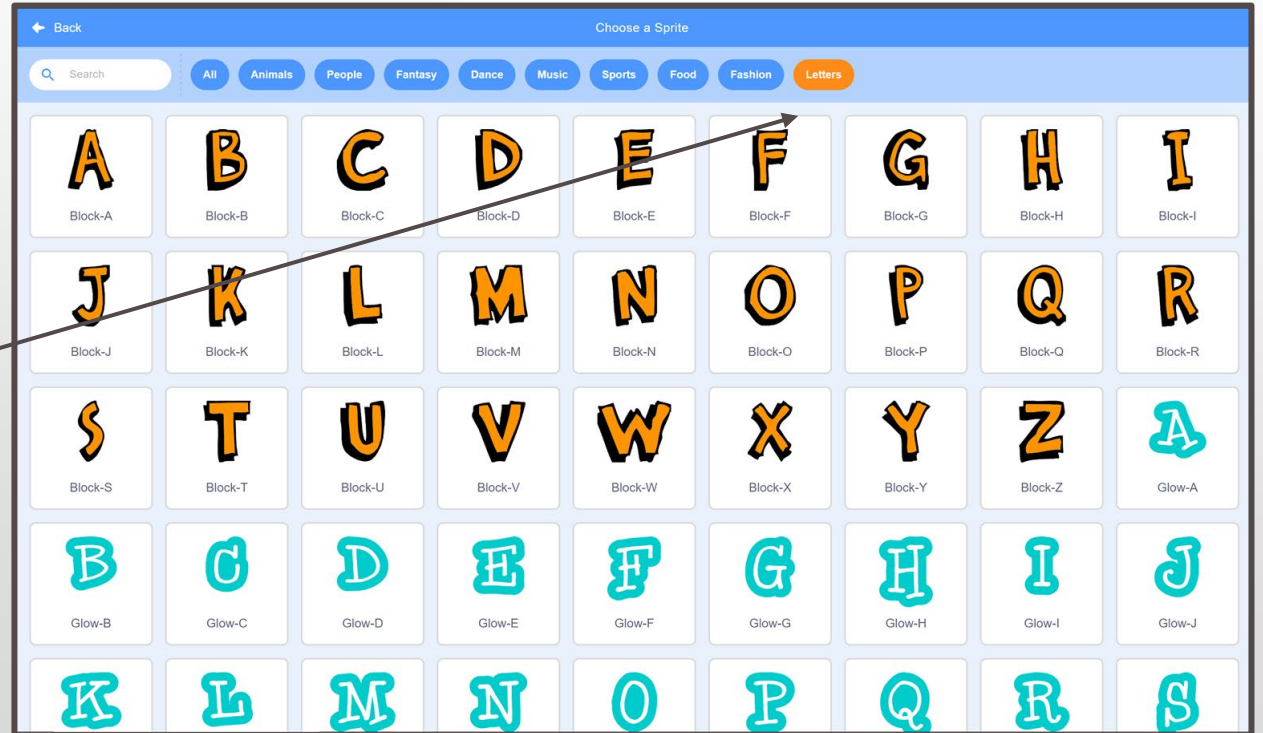 Back
Choose a Sprite
Search
All Animals People Fantasy Dance Music Sports Food Fashion Letters
A B C D E F G H I
Block-A Block-B Block-C Block-D Block-E Block-F Block-G Block-H Block-I
J K L M N O P Q R
Block-J Block-K Block-L Block-M Block-N Block-O Block-P Block-Q Block-R
S T U V W X Y Z A
Block-S Block-T Block-U Block-V Block-W Block-X Block-Y Block-Z Glow-A
B C D E F G H I J
Glow-B Glow-C Glow-D Glow-E Glow-F Glow-G Glow-H Glow-I Glow-J
K L M N O P Q R S